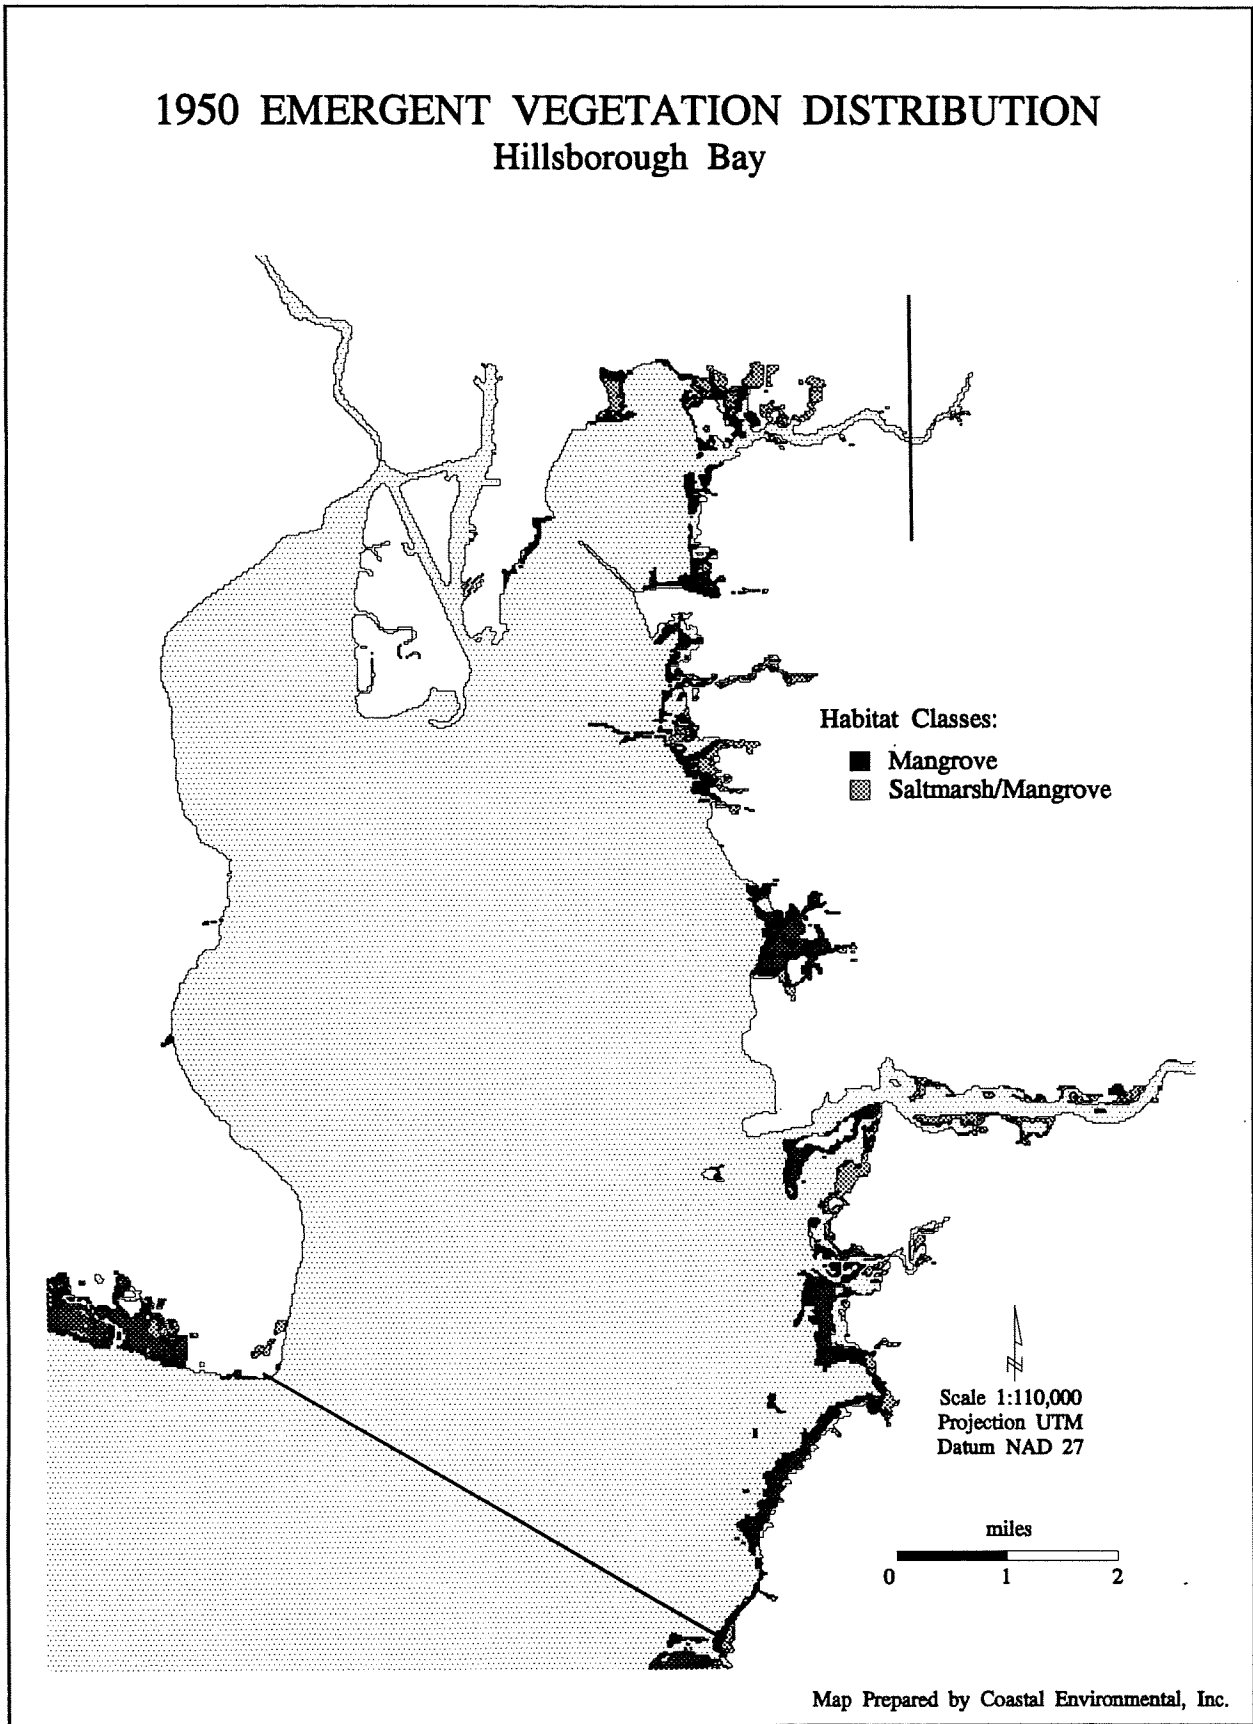 1950 EMERGENT VEGETATION DISTRIBUTION
Hillsborough Bay
Habitat Classes:
Mangrove
Saltmarsh/Mangrove
N
Scale 1:110,000
Projection UTM
Datum NAD 27
miles
0 1 2
Map Prepared by Coastal Environmental, Inc.